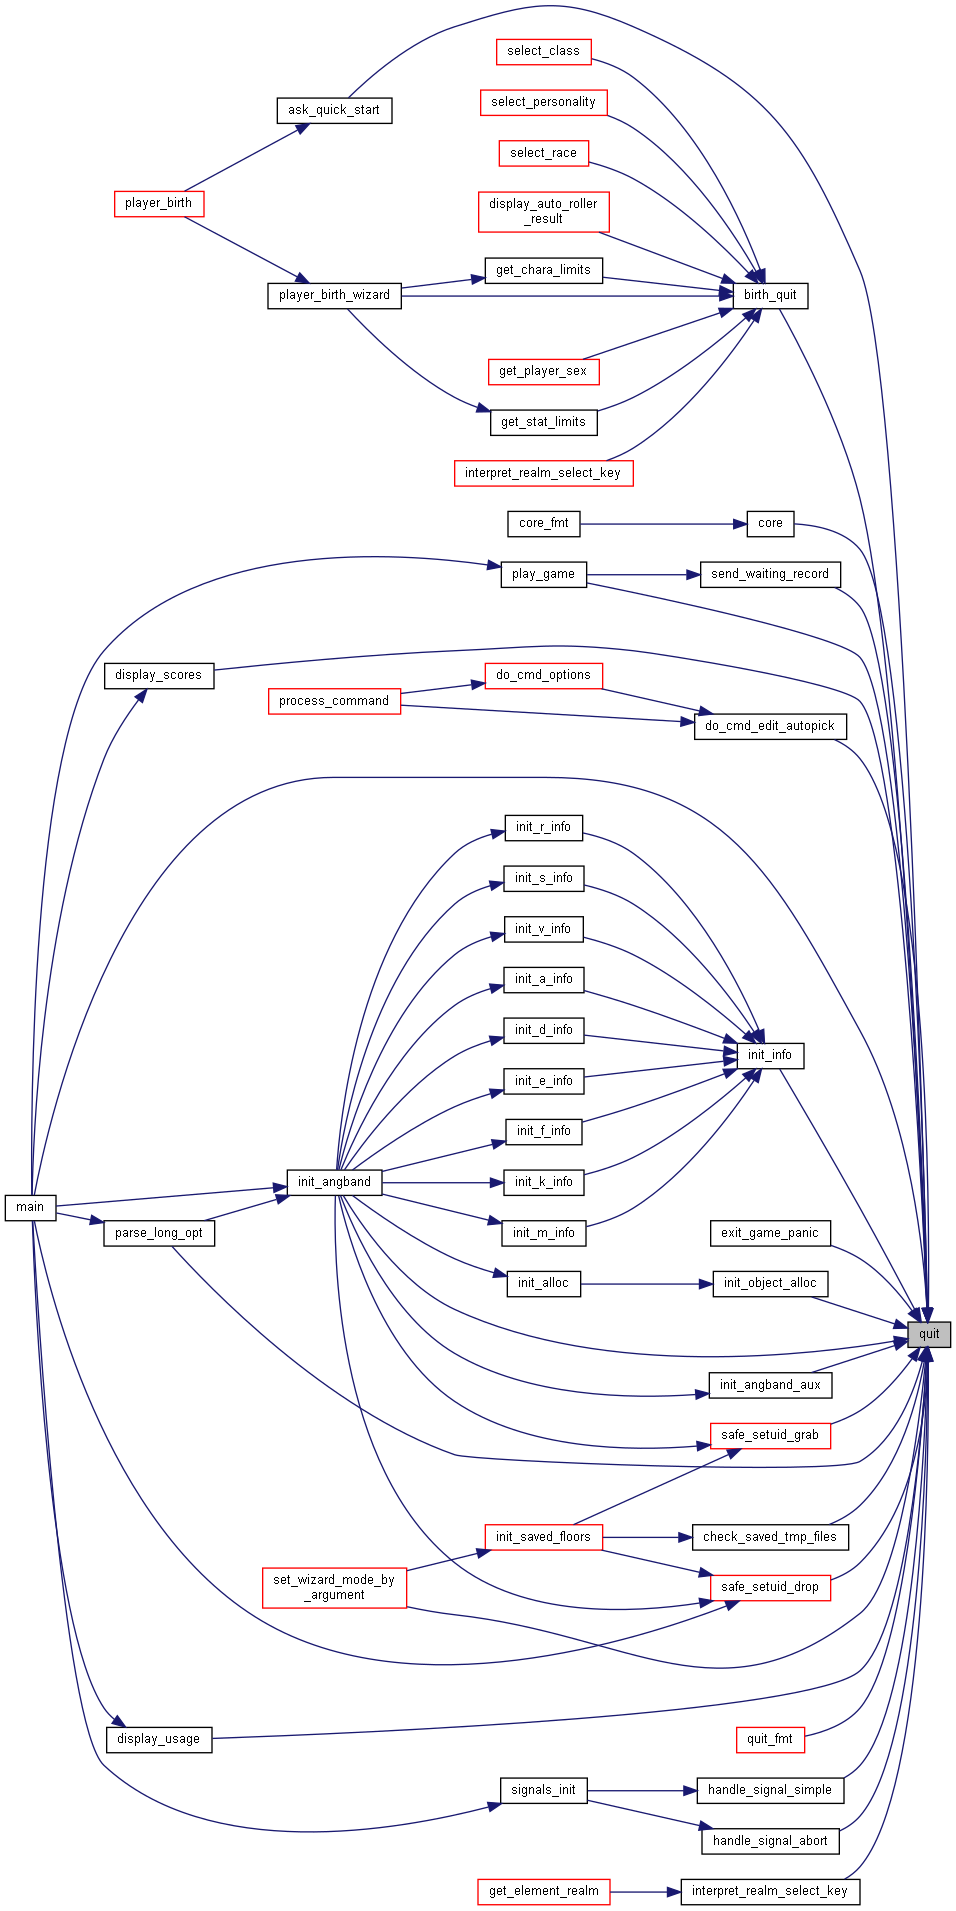 select_class
select_personality
ask_quick_start
select_race
player_birth
display_auto_roller
_result
get_chara_limits
player_birth_wizard
birth_quit
get_player_sex
get_stat_limits
interpret_realm_select_key
core_fmt
core
play_game
send_waiting_record
display_scores
do_cmd_options
process_command
do_cmd_edit_autopick
init_r_info
init_s_info
init_v_info
init_a_info
init_d_info
init_info
init_e_info
init_f_info
init_angband
init_k_info
main
parse_long_opt
init_m_info
exit_game_panic
init_alloc
init_object_alloc
quit
init_angband_aux
safe_setuid_grab
init_saved_floors
check_saved_tmp_files
set_wizard_mode_by
_argument
safe_setuid_drop
display_usage
quit_fmt
signals_init
handle_signal_simple
handle_signal_abort
get_element_realm
interpret_realm_select_key